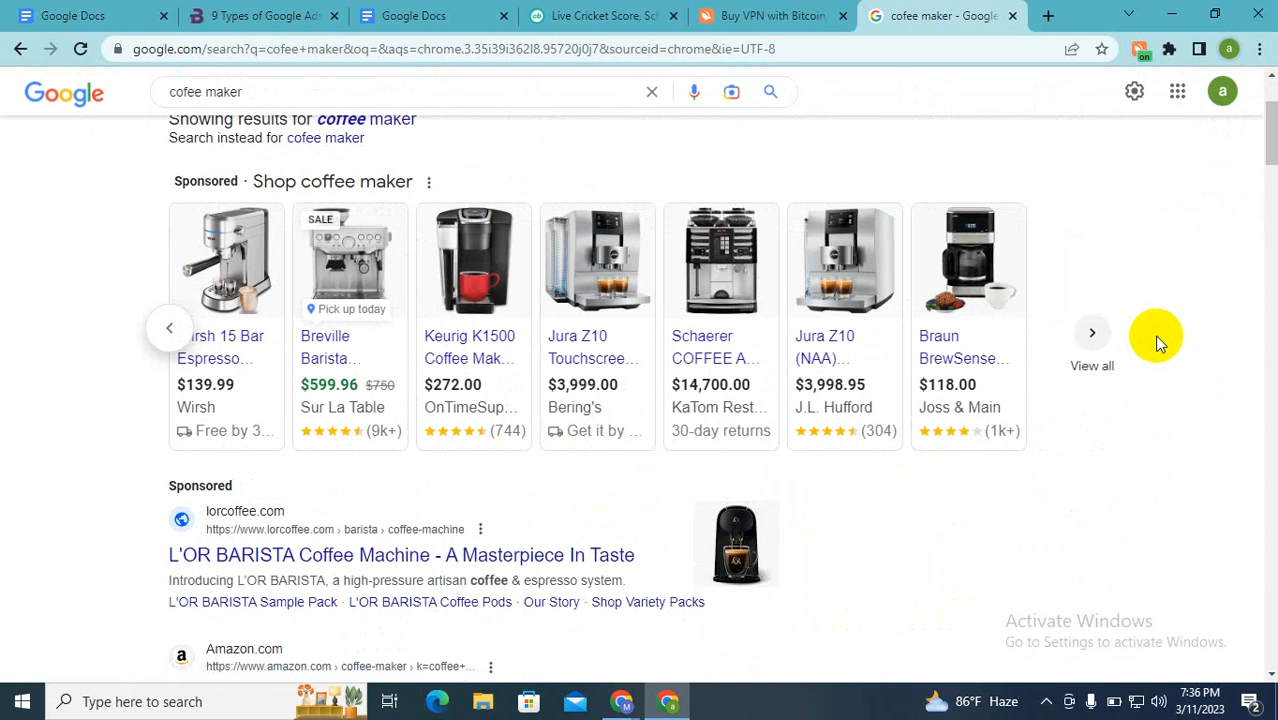 Google Docs
9 Types of Google Ads
Google Docs
Live Cricket Score, Sch
Buy VPN with Bitcoin
cofee maker - Google
google.com/search?q=cofee+maker&oq=&aqs=chrome.3.35i39i362l8.95720j0j7&sourceid=chrome&ie=UTF-8
on
a
Google
cofee maker
a
Showing results for coffee maker
Search instead for cofee maker
Sponsored · Shop coffee maker
SALE
Pick up today
Wirsh 15 Bar
Espresso...
$139.99
Wirsh
Free by 3...
Breville
Barista...
$599.96 $750
Sur La Table
(9k+)
Keurig K1500
Coffee Mak...
$272.00
OnTimeSup...
(744)
Jura Z10
Touchscree...
$3,999.00
Bering's
Get it by ...
Schaerer
COFFEE A...
$14,700.00
KaTom Rest...
30-day returns
Jura Z10
(NAA)...
$3,998.95
J.L. Hufford
(304)
Braun
BrewSense...
$118.00
Joss & Main
(1k+)
View all
Sponsored
lorcoffee.com
https://www.lorcoffee.com › barista › coffee-machine
L'OR BARISTA Coffee Machine - A Masterpiece In Taste
Introducing L'OR BARISTA, a high-pressure artisan coffee & espresso system.
L'OR BARISTA Sample Pack · L'OR BARISTA Coffee Pods · Our Story · Shop Variety Packs
Amazon.com
https://www.amazon.com › coffee-maker › k=coffee+...
Activate Windows
Go to Settings to activate Windows.
Type here to search
86°F Haze
7:36 PM
3/11/2023
2